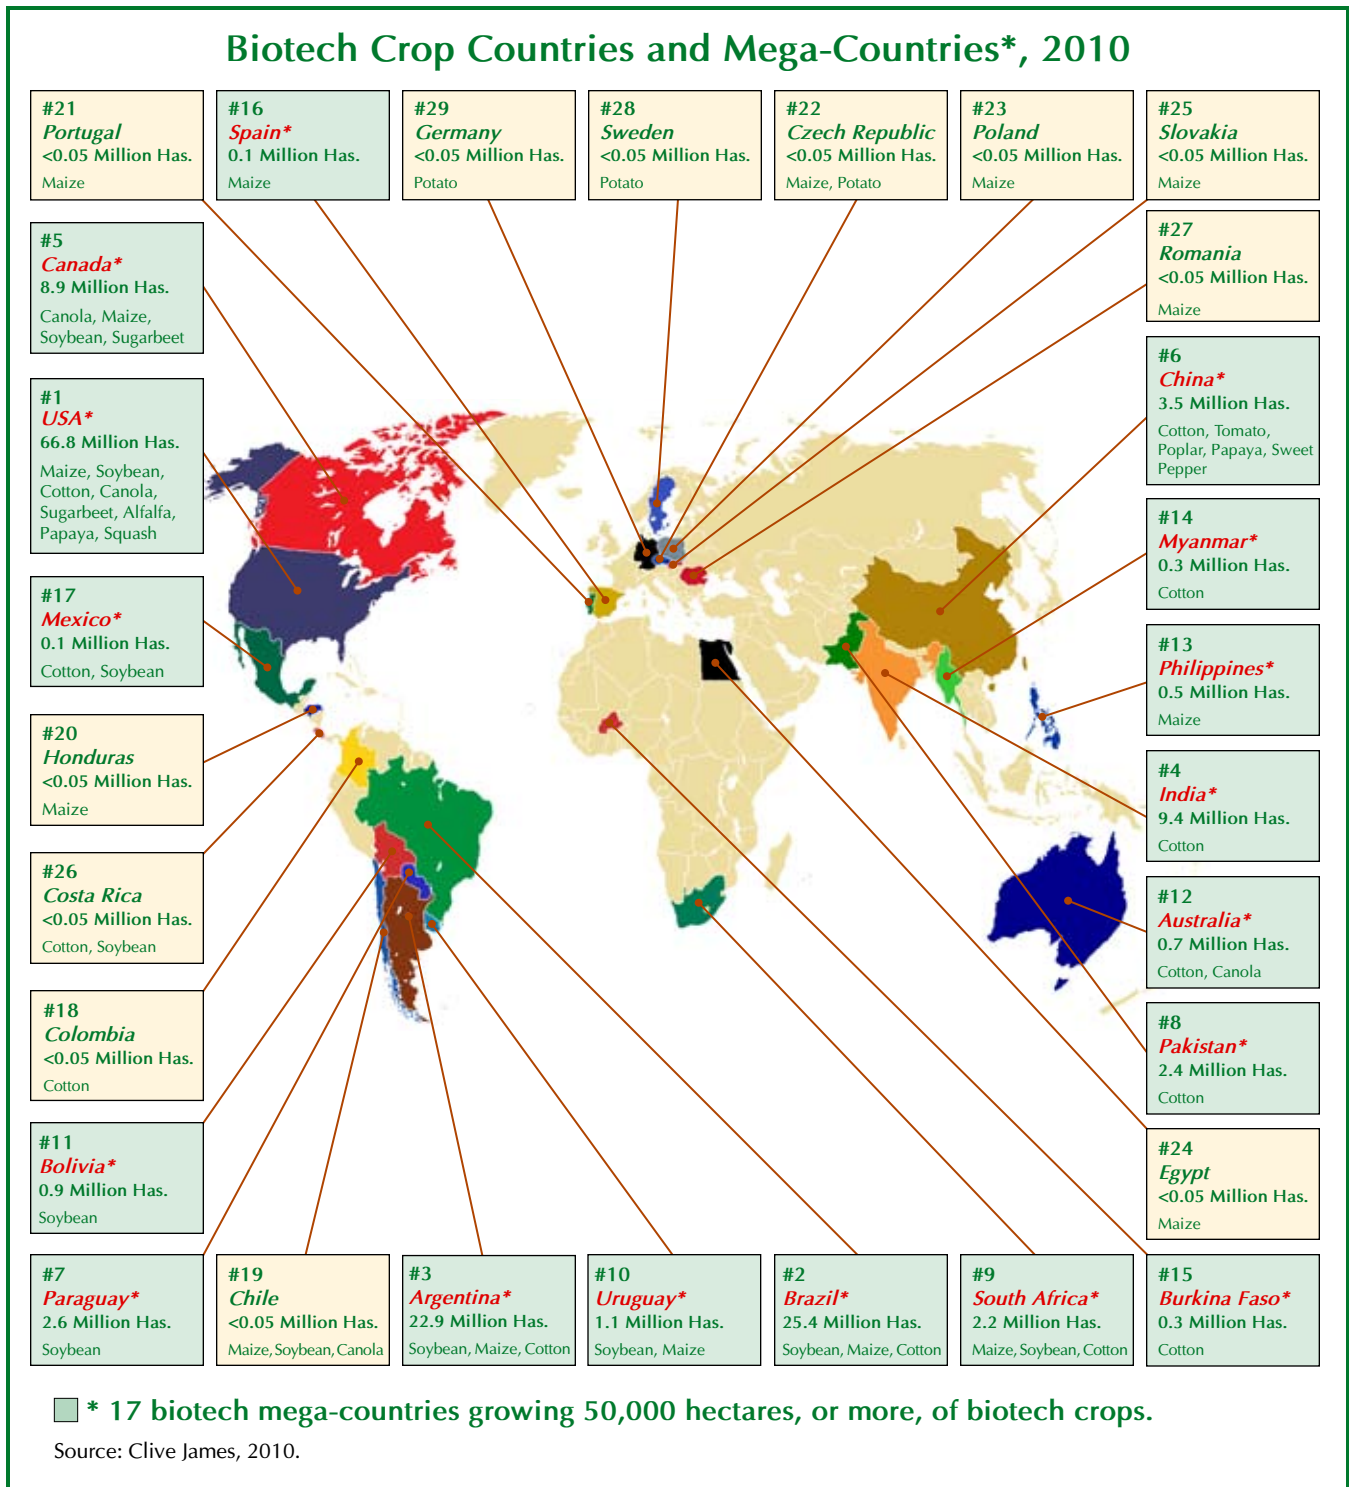 Biotech Crop Countries and Mega-Countries*, 2010
#21
Portugal
<0.05 Million Has.
Maize
#16
Spain*
0.1 Million Has.
Maize
#29
Germany
<0.05 Million Has.
Potato
#28
Sweden
<0.05 Million Has.
Potato
#22
Czech Republic
<0.05 Million Has.
Maize, Potato
#23
Poland
<0.05 Million Has.
Maize
#25
Slovakia
<0.05 Million Has.
Maize
#5
Canada*
8.9 Million Has.
Canola, Maize,
Soybean, Sugarbeet
#1
USA*
66.8 Million Has.
Maize, Soybean,
Cotton, Canola,
Sugarbeet, Alfalfa,
Papaya, Squash
#17
Mexico*
0.1 Million Has.
Cotton, Soybean
#20
Honduras
<0.05 Million Has.
Maize
#26
Costa Rica
<0.05 Million Has.
Cotton, Soybean
#18
Colombia
<0.05 Million Has.
Cotton
#11
Bolivia*
0.9 Million Has.
Soybean
#27
Romania
<0.05 Million Has.
Maize
#6
China*
3.5 Million Has.
Cotton, Tomato,
Poplar, Papaya, Sweet
Pepper
#14
Myanmar*
0.3 Million Has.
Cotton
#13
Philippines*
0.5 Million Has.
Maize
#4
India*
9.4 Million Has.
Cotton
#12
Australia*
0.7 Million Has.
Cotton, Canola
#8
Pakistan*
2.4 Million Has.
Cotton
#24
Egypt
<0.05 Million Has.
Maize
#7
Paraguay*
2.6 Million Has.
Soybean
#19
Chile
<0.05 Million Has.
Maize, Soybean, Canola
#3
Argentina*
22.9 Million Has.
Soybean, Maize, Cotton
#10
Uruguay*
1.1 Million Has.
Soybean, Maize
#2
Brazil*
25.4 Million Has.
Soybean, Maize, Cotton
#9
South Africa*
2.2 Million Has.
Maize, Soybean, Cotton
#15
Burkina Faso*
0.3 Million Has.
Cotton
* 17 biotech mega-countries growing 50,000 hectares, or more, of biotech crops.
Source: Clive James, 2010.